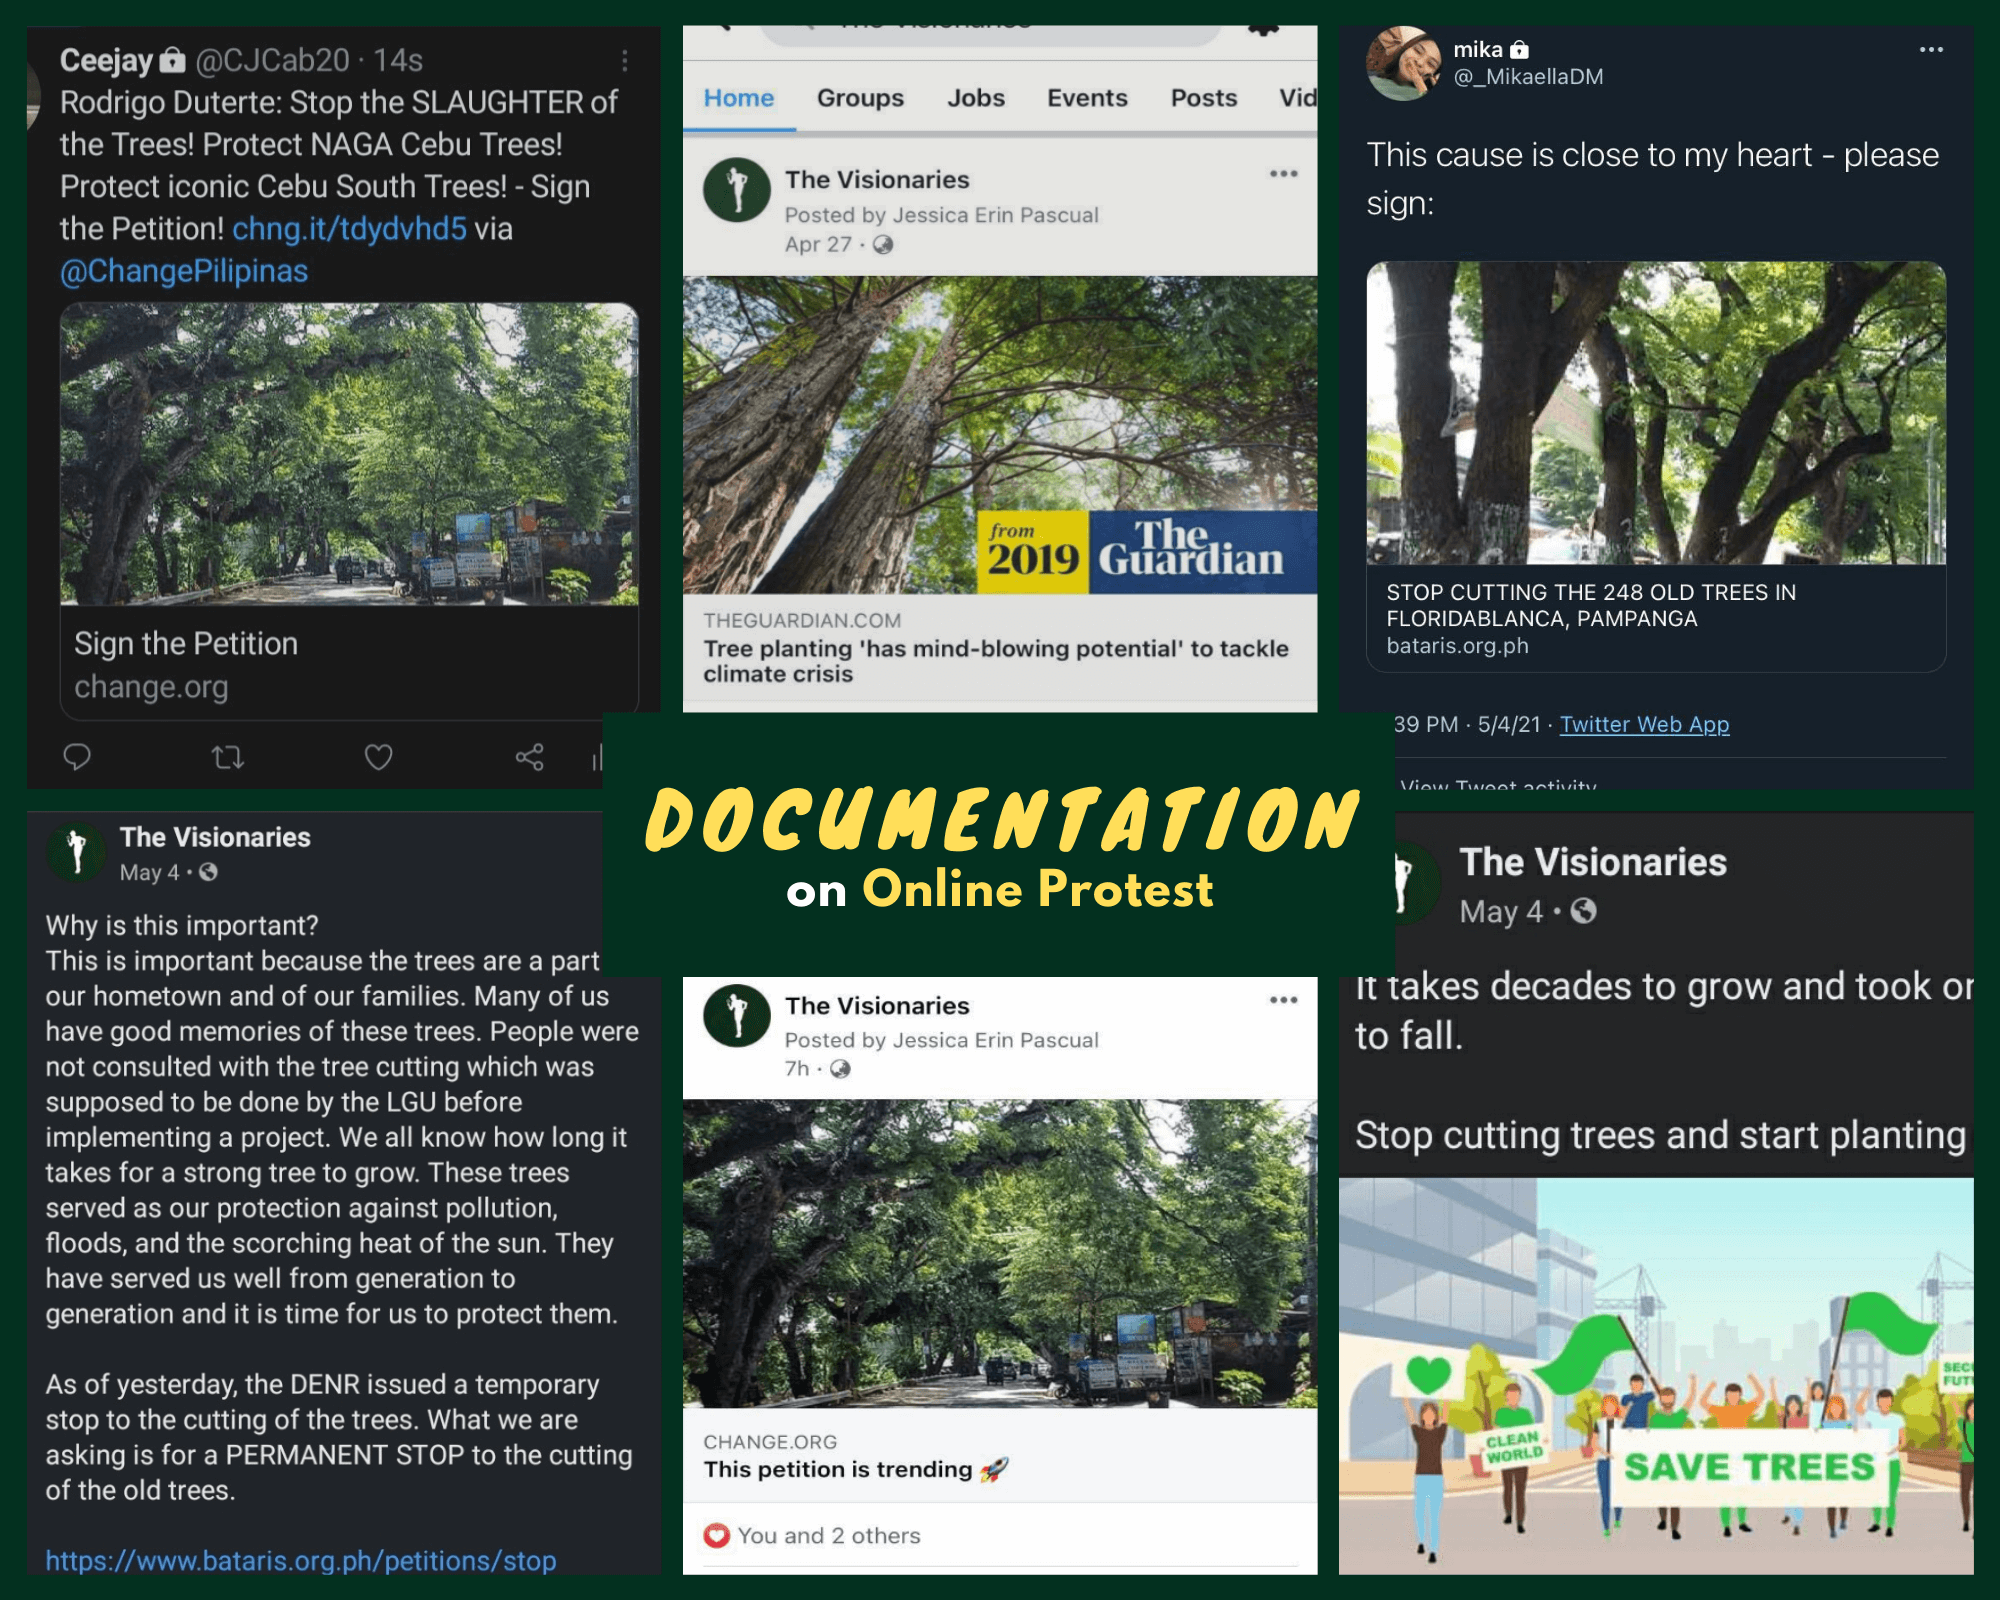 Ceejay @CJCab20 · 14s
Rodrigo Duterte: Stop the SLAUGHTER of
the Trees! Protect NAGA Cebu Trees!
Protect iconic Cebu South Trees! - Sign
the Petition! chng.it/tdydvhd5 via
@ChangePilipinas
Sign the Petition
change.org
The Visionaries
Home Groups Jobs Events Posts Vid
The Visionaries
Posted by Jessica Erin Pascual
Apr 27 ·
from
2019
The
Guardian
THEGUARDIAN.COM
Tree planting 'has mind-blowing potential' to tackle
climate crisis
mika
@_MikaellaDM
This cause is close to my heart - please
sign:
STOP CUTTING THE 248 OLD TREES IN
FLORIDABLANCA, PAMPANGA
bataris.org.ph
39 PM · 5/4/21 · Twitter Web App
View Tweet activity
DOCUMENTATION
on Online Protest
The Visionaries
May 4 ·
Why is this important?
This is important because the trees are a part
our hometown and of our families. Many of us
have good memories of these trees. People were
not consulted with the tree cutting which was
supposed to be done by the LGU before
implementing a project. We all know how long it
takes for a strong tree to grow. These trees
served as our protection against pollution,
floods, and the scorching heat of the sun. They
have served us well from generation to
generation and it is time for us to protect them.
As of yesterday, the DENR issued a temporary
stop to the cutting of the trees. What we are
asking is for a PERMANENT STOP to the cutting
of the old trees.
https://www.bataris.org.ph/petitions/stop
The Visionaries
Posted by Jessica Erin Pascual
7h ·
CHANGE.ORG
This petition is trending 🚀
You and 2 others
The Visionaries
May 4 ·
It takes decades to grow and took or
to fall.
Stop cutting trees and start planting
CLEAN
WORLD
SAVE TREES
SEC
FUT